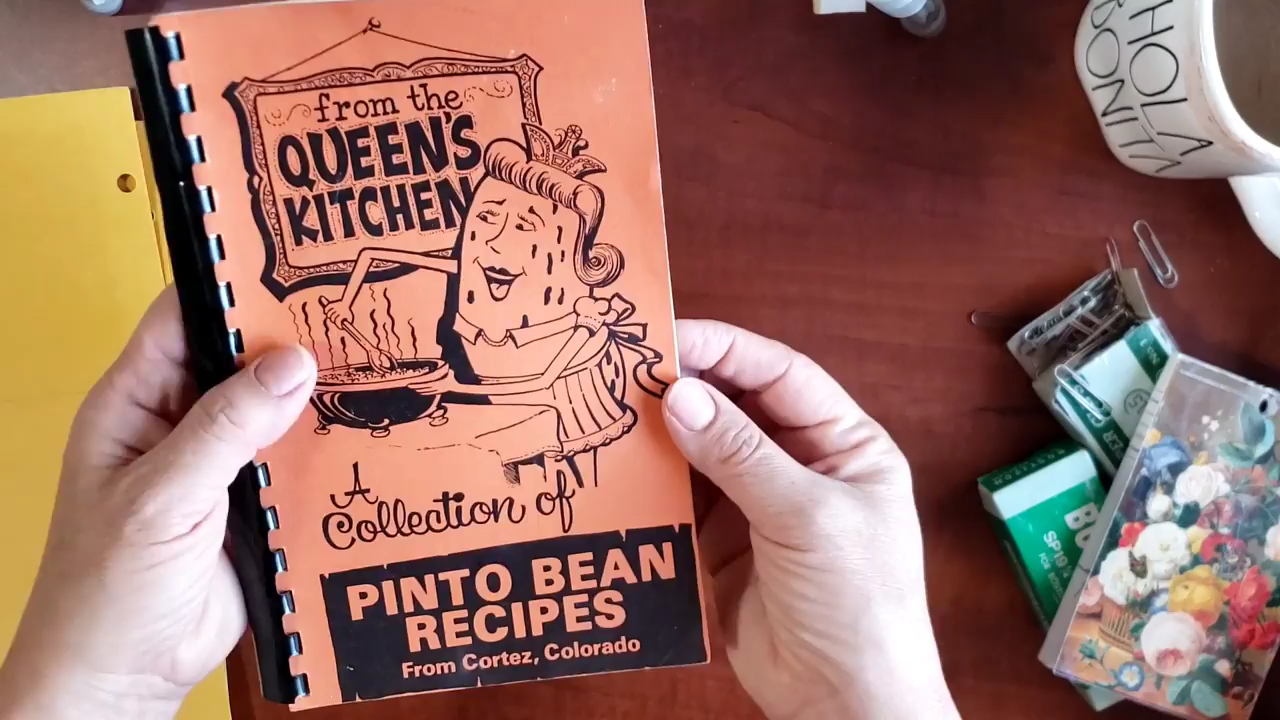 from the
QUEEN'S
KITCHEN
A
Collection of
PINTO BEAN
RECIPES
From Cortez, Colorado
HOLA
BONITA